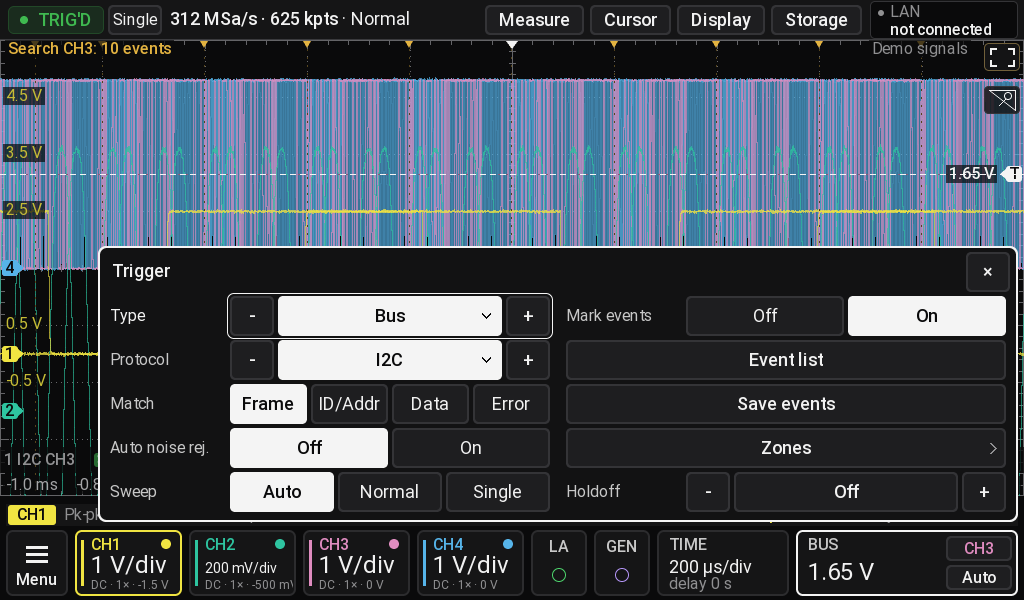 TRIG'D Single 312 MSa/s · 625 kpts · Normal Measure Cursor Display Storage LAN
not connected
Search CH3: 10 events Demo signals
4.5 V
3.5 V
1.65 V T
2.5 V
4
Trigger ×
Type - Bus + Mark events Off On
0.5 V
Protocol - I2C + Event list
1
-0.5 V
Match Frame ID/Addr Data Error Save events
2
Auto noise rej. Off On Zones
1 I2C CH3
-1.0 ms
Sweep Auto Normal Single Holdoff - Off +
CH1
Menu
CH1
1 V/div
DC · 1× · -1.5 V
CH2
200 mV/div
DC · 1× · -500 mV
CH3
1 V/div
DC · 1× · 0 V
CH4
1 V/div
DC · 1× · 0 V
LA
GEN
TIME
200 µs/div
delay 0 s
BUS CH3
1.65 V Auto